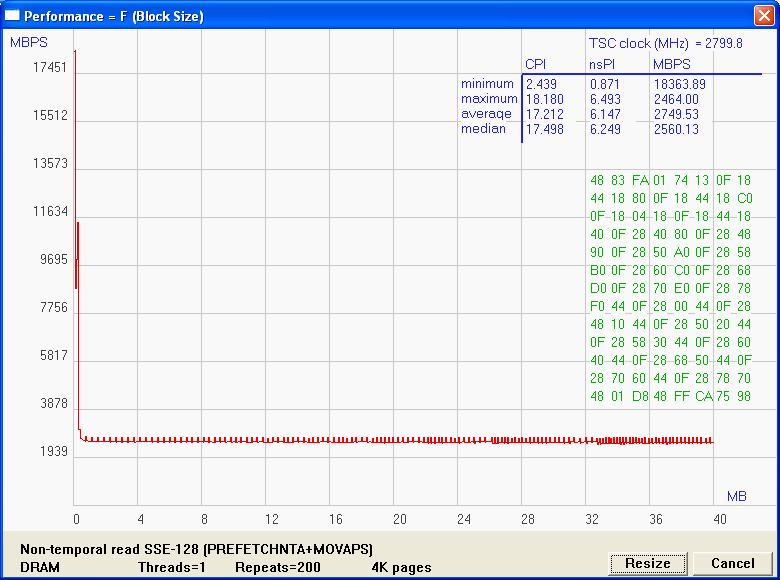 Performance = F (Block Size)
MBPS
TSC clock (MHz) = 2799.8
CPI nsPI MBPS
minimum 2.439 0.871 18363.89
maximum 18.180 6.493 2464.00
average 17.212 6.147 2749.53
median 17.498 6.249 2560.13
17451
15512
13573
11634
9695
7756
5817
3878
1939
48 83 FA 01 74 13 0F 18
44 18 80 0F 18 44 18 C0
0F 18 04 18 0F 18 44 18
40 0F 28 40 80 0F 28 48
90 0F 28 50 A0 0F 28 58
B0 0F 28 60 C0 0F 28 68
D0 0F 28 70 E0 0F 28 78
F0 44 0F 28 00 44 0F 28
48 10 44 0F 28 50 20 44
0F 28 58 30 44 0F 28 60
40 44 0F 28 68 50 44 0F
28 70 60 44 0F 28 78 70
48 01 D8 48 FF CA 75 98
MB
0 4 8 12 16 20 24 28 32 36 40
Non-temporal read SSE-128 (PREFETCHNTA+MOVAPS)
DRAM Threads=1 Repeats=200 4K pages
Resize Cancel